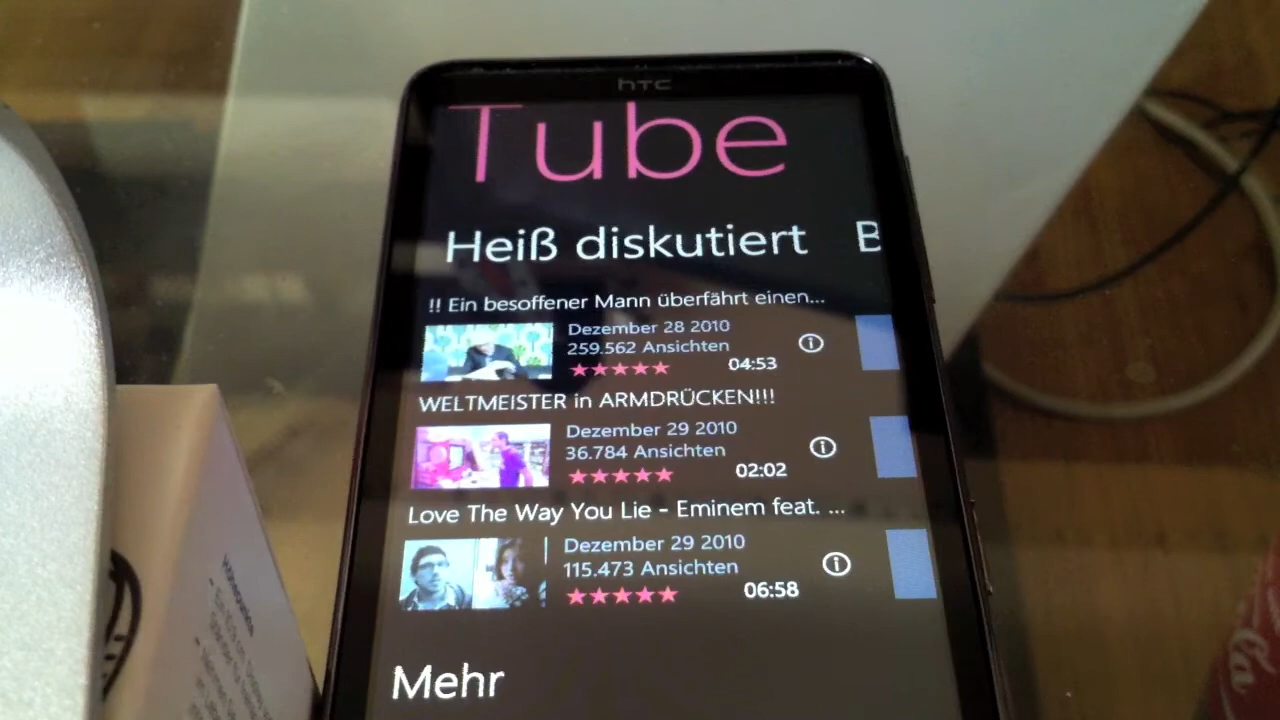 hTC
Tube
Heiß diskutiert
B
!! Ein besoffener Mann überfährt einen...
Dezember 28 2010
259.562 Ansichten
04:53
WELTMEISTER in ARMDRÜCKEN!!!
Dezember 29 2010
36.784 Ansichten
02:02
Love The Way You Lie - Eminem feat. ...
Dezember 29 2010
115.473 Ansichten
06:58
Mehr